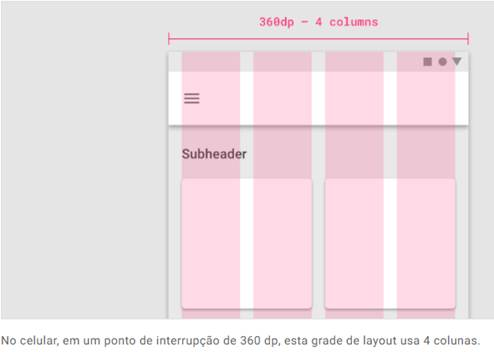 360dp – 4 columns
Subheader
No celular, em um ponto de interrupção de 360 dp, esta grade de layout usa 4 colunas.